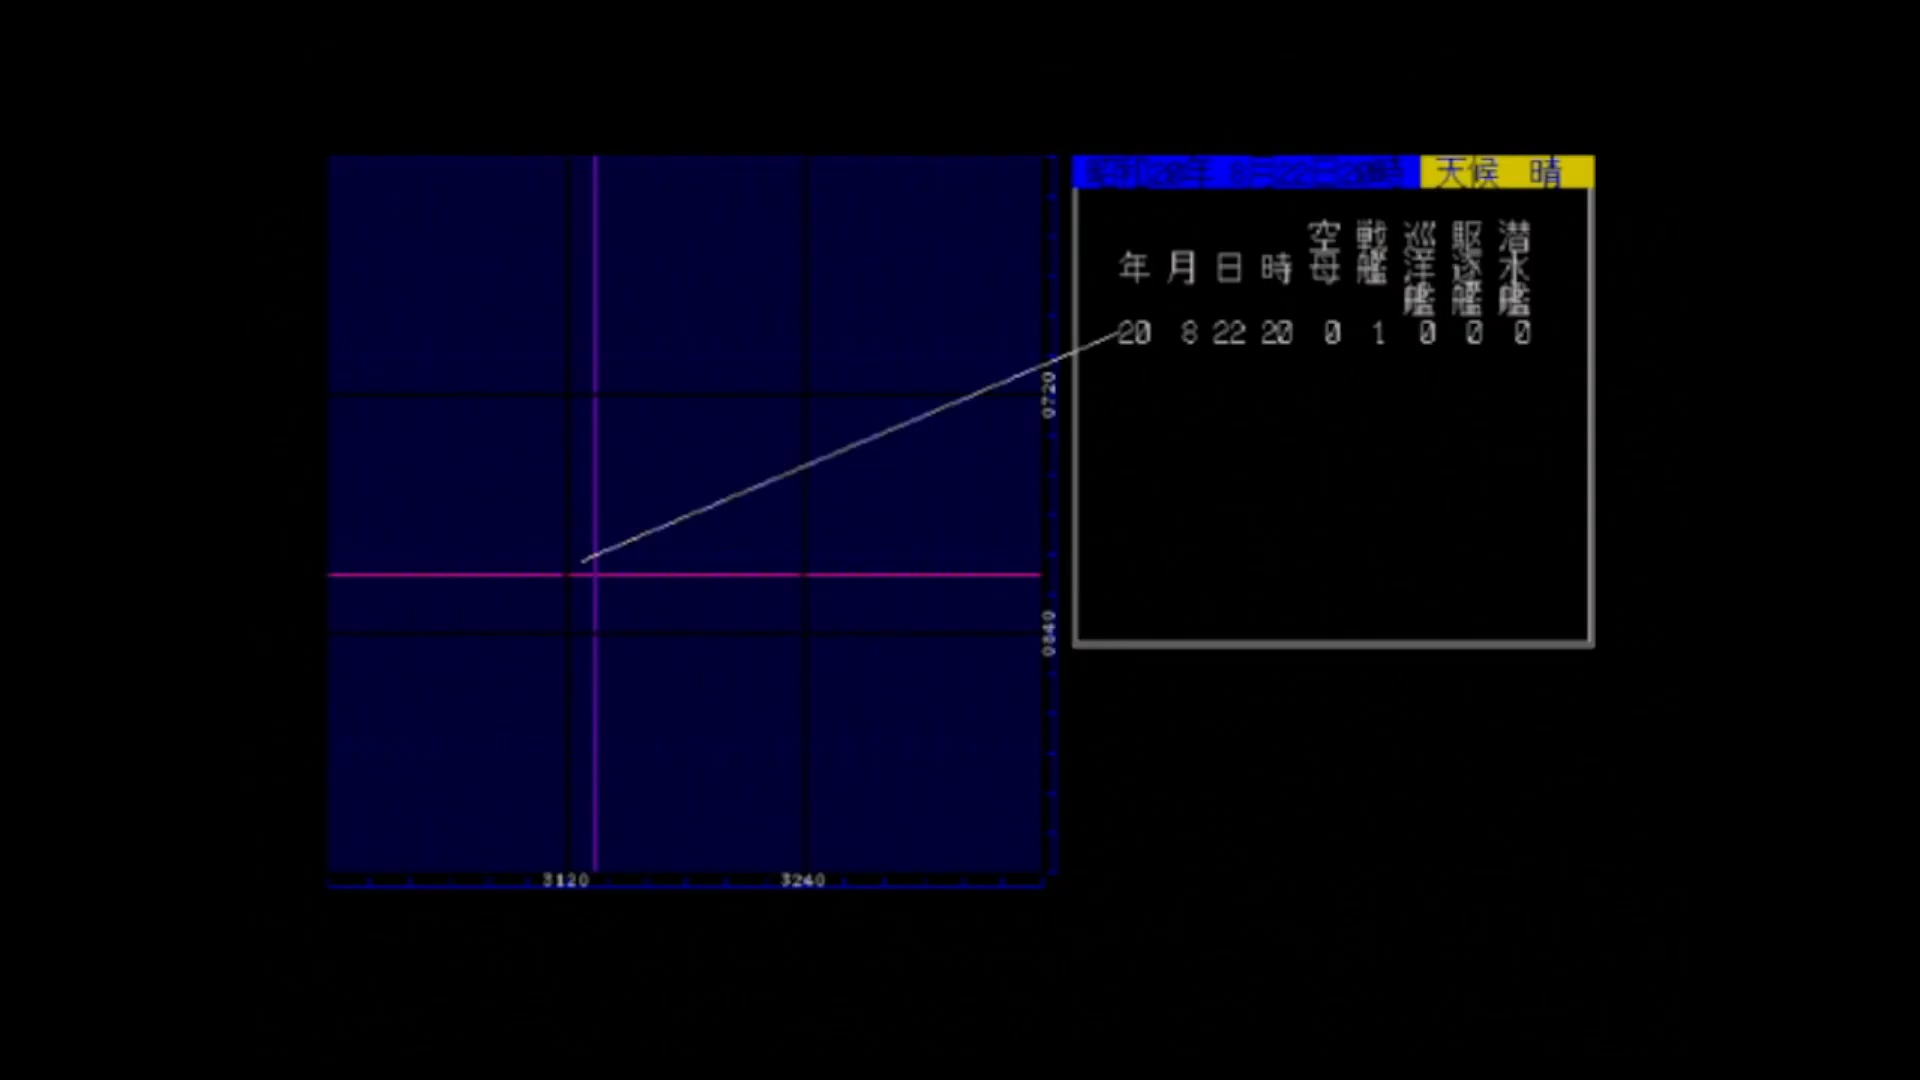 天候 晴
年 月 日 時 空母 戦艦 巡洋艦 駆逐艦 潜水艦
20 8 22 20 0 1 0 0 0
0720
0840
3120 3240